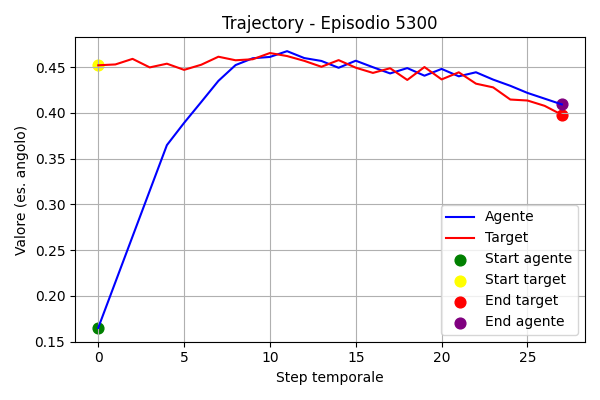 Trajectory - Episodio 5300
Valore (es. angolo)
0.45
0.40
0.35
0.30
0.25
0.20
0.15
0 5 10 15 20 25
Step temporale
Agente
Target
Start agente
Start target
End target
End agente